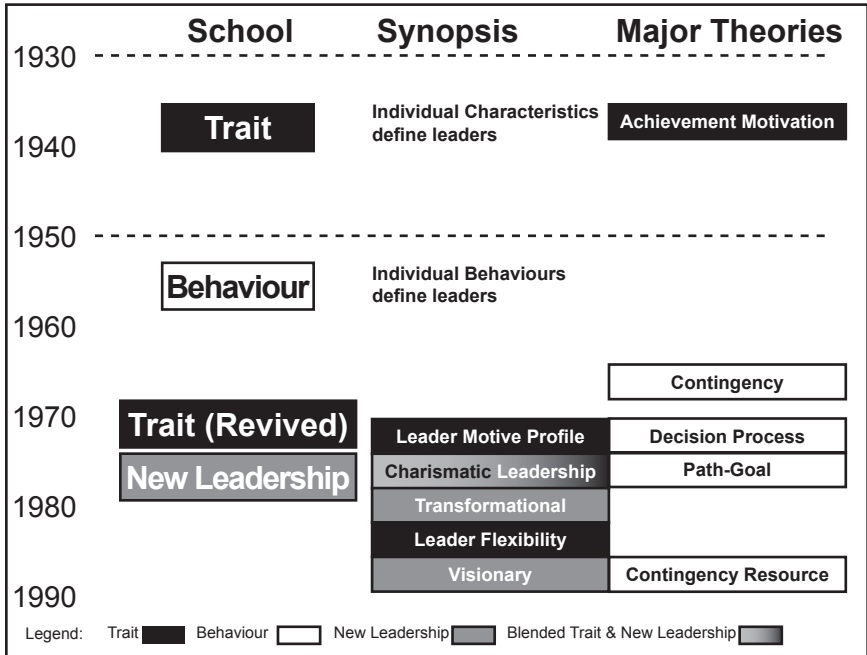 School Synopsis Major Theories
1930
Trait
Individual Characteristics
define leaders
Achievement Motivation
1940
1950
Behaviour
Individual Behaviours
define leaders
1960
Contingency
1970
Trait (Revived)
Leader Motive Profile
Decision Process
New Leadership
Charismatic Leadership
Path-Goal
1980
Transformational
Leader Flexibility
Visionary
Contingency Resource
1990
Legend: Trait Behaviour New Leadership Blended Trait & New Leadership